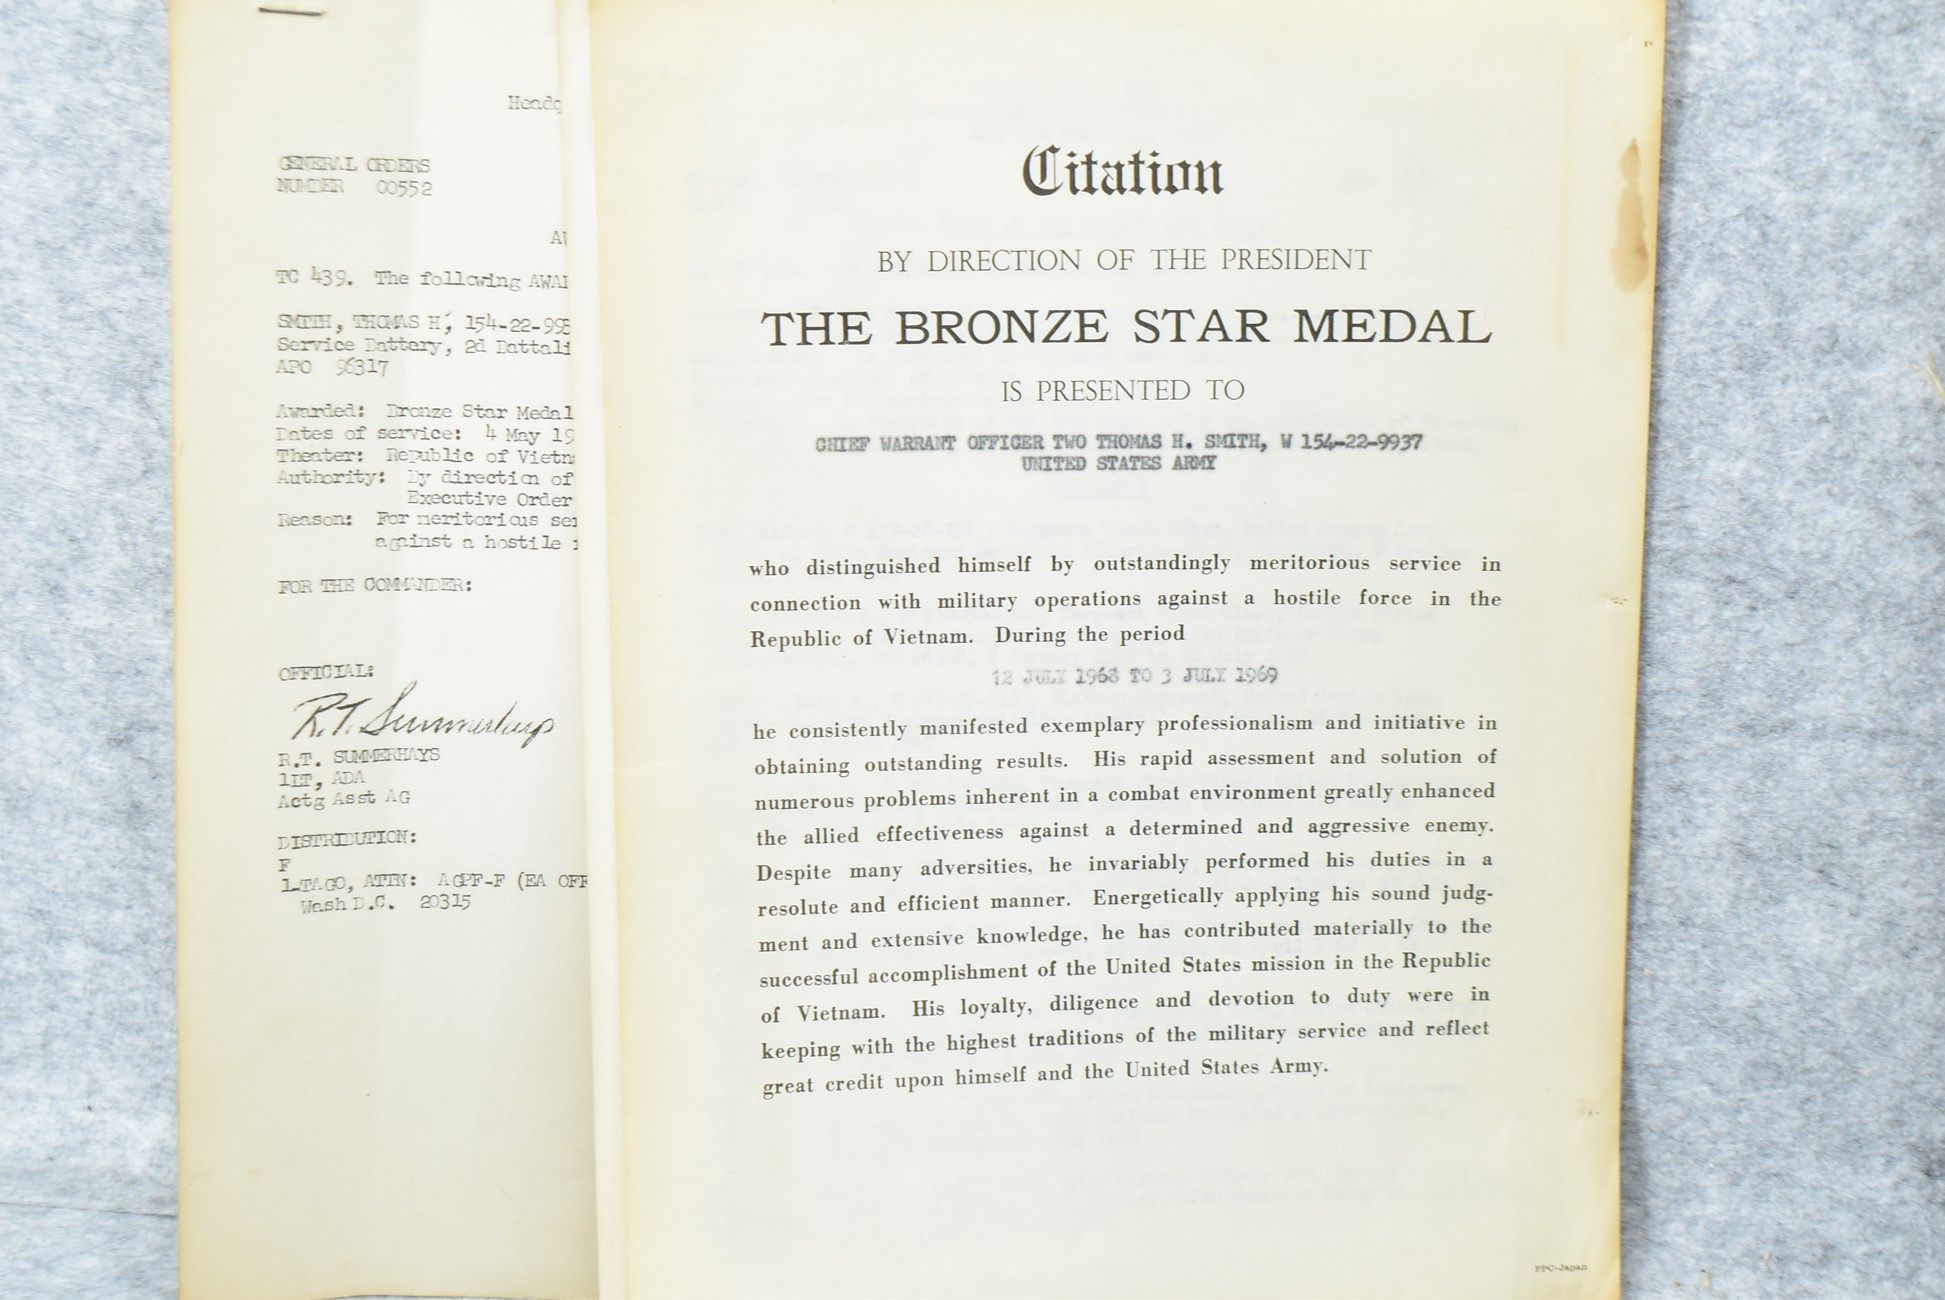 Headq
GENERAL ORDERS
NUMBER 00552
AW
TC 439. The following AWAR
SMITH, THOMAS H, 154-22-993
Service Battery, 2d Battali
APO 96317
Awarded: Bronze Star Medal
Dates of service: 4 May 19
Theater: Republic of Vietn
Authority: By direction of
Executive Order
Reason: For meritorious ser
against a hostile
FOR THE COMMANDER:
OFFICIAL:
R.T. Summerhays
R.T. SUMMERHAYS
1LT, ADA
Actg Asst AG
DISTRIBUTION:
F
1-TAGO, ATTN: AGPF-F (EA OFF
Wash D.C. 20315
Citation
BY DIRECTION OF THE PRESIDENT
THE BRONZE STAR MEDAL
IS PRESENTED TO
CHIEF WARRANT OFFICER TWO THOMAS H. SMITH, W 154-22-9937
UNITED STATES ARMY
who distinguished himself by outstandingly meritorious service in
connection with military operations against a hostile force in the
Republic of Vietnam. During the period
12 JULY 1968 TO 3 JULY 1969
he consistently manifested exemplary professionalism and initiative in
obtaining outstanding results. His rapid assessment and solution of
numerous problems inherent in a combat environment greatly enhanced
the allied effectiveness against a determined and aggressive enemy.
Despite many adversities, he invariably performed his duties in a
resolute and efficient manner. Energetically applying his sound judg-
ment and extensive knowledge, he has contributed materially to the
successful accomplishment of the United States mission in the Republic
of Vietnam. His loyalty, diligence and devotion to duty were in
keeping with the highest traditions of the military service and reflect
great credit upon himself and the United States Army.
PPC-Japan